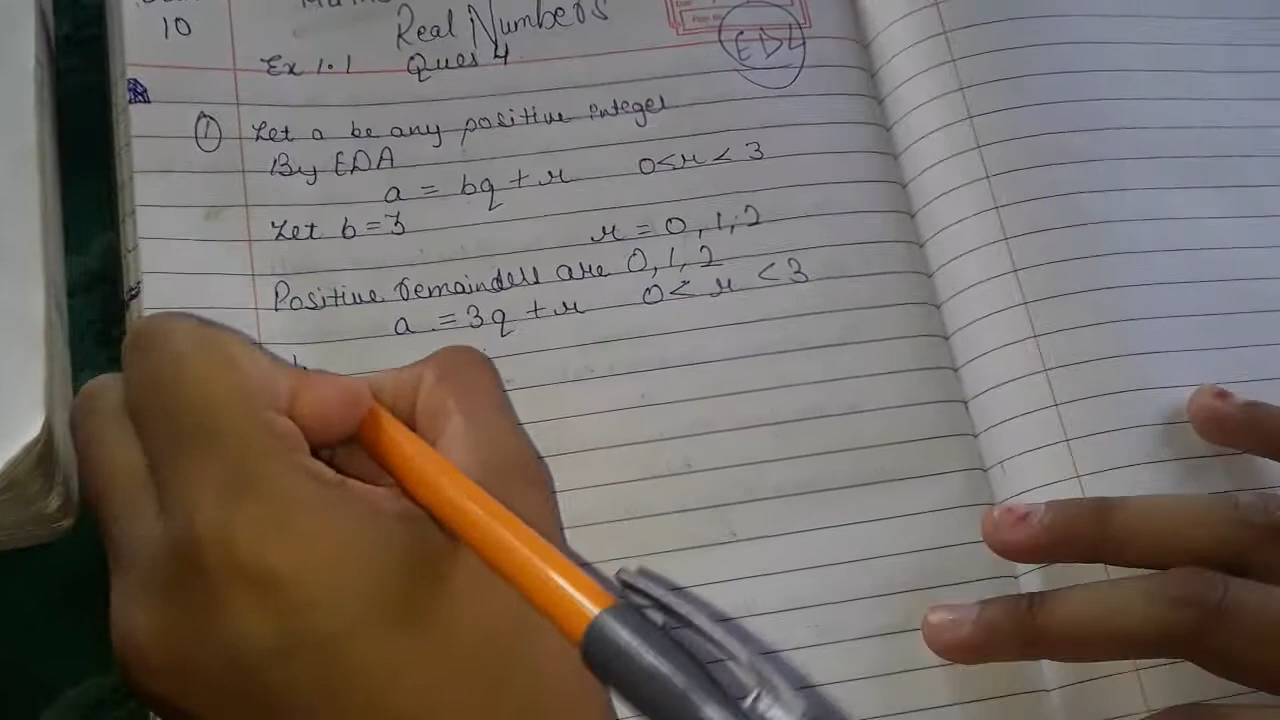 10
Real Numbers
Ex 1.1 Ques 4
EDL
① Let a be any positive integer
By EDA
a = bq + r 0<r<3
Let b=3
r = 0,1,2
Positive remainders are 0,1,2
a = 3q + r 0< r <3